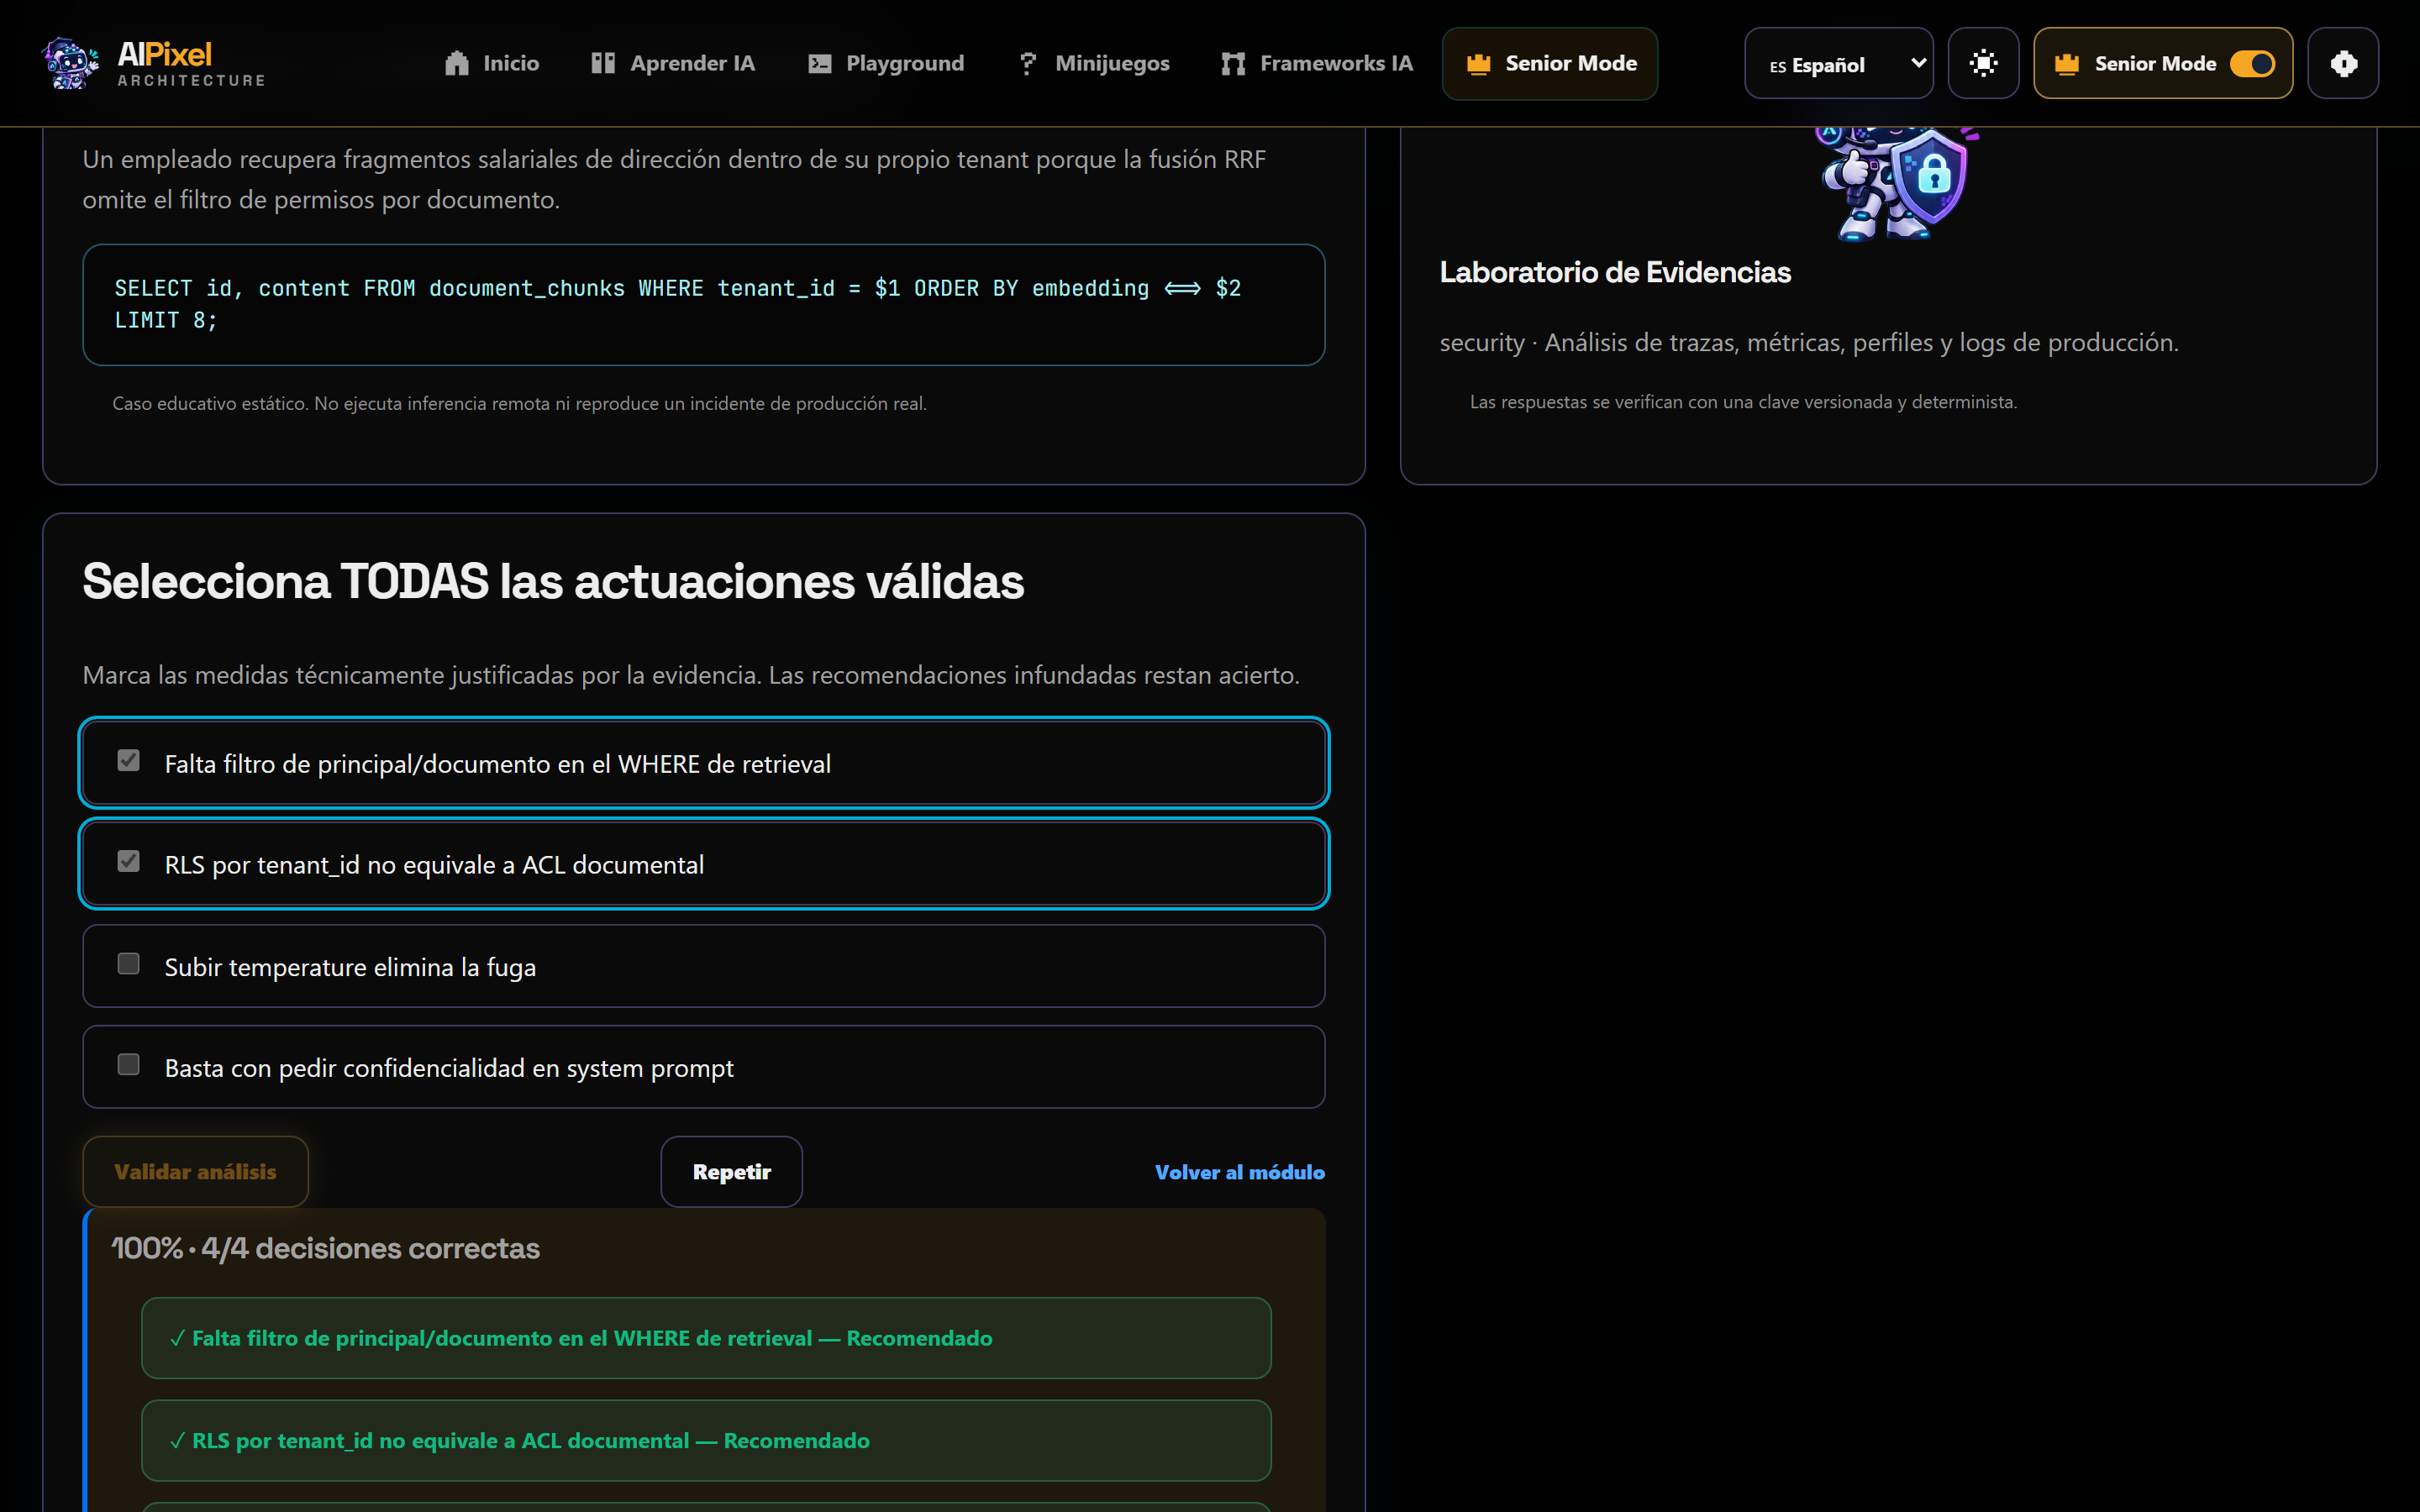 AIPixel
ARCHITECTURE
Inicio
Aprender IA
Playground
Minijuegos
Frameworks IA
Senior Mode
ES Español
Senior Mode
Un empleado recupera fragmentos salariales de dirección dentro de su propio tenant porque la fusión RRF
omite el filtro de permisos por documento.
SELECT id, content FROM document_chunks WHERE tenant_id = $1 ORDER BY embedding <=> $2
LIMIT 8;
Caso educativo estático. No ejecuta inferencia remota ni reproduce un incidente de producción real.
Laboratorio de Evidencias
security · Análisis de trazas, métricas, perfiles y logs de producción.
Las respuestas se verifican con una clave versionada y determinista.
Selecciona TODAS las actuaciones válidas
Marca las medidas técnicamente justificadas por la evidencia. Las recomendaciones infundadas restan acierto.
Falta filtro de principal/documento en el WHERE de retrieval
RLS por tenant_id no equivale a ACL documental
Subir temperature elimina la fuga
Basta con pedir confidencialidad en system prompt
Validar análisis
Repetir
Volver al módulo
100% · 4/4 decisiones correctas
✓ Falta filtro de principal/documento en el WHERE de retrieval — Recomendado
✓ RLS por tenant_id no equivale a ACL documental — Recomendado